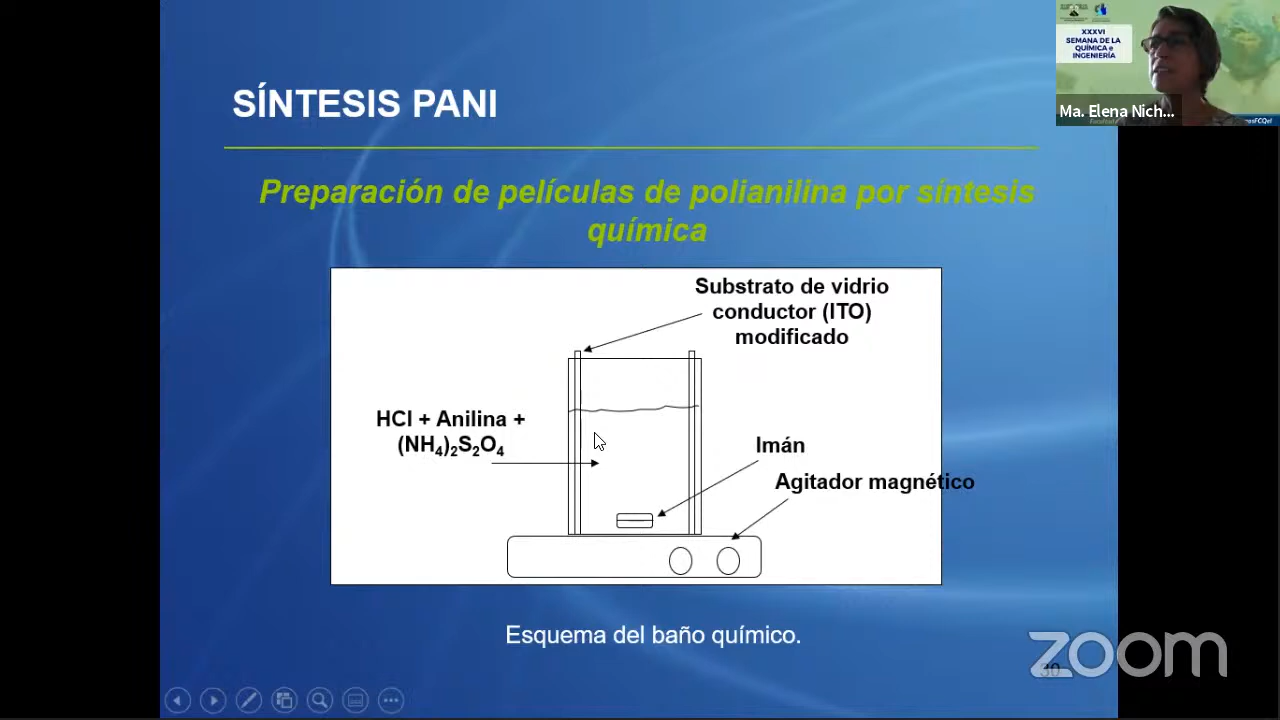 SÍNTESIS PANI
Preparación de películas de polianilina por síntesis
química
Substrato de vidrio
conductor (ITO)
modificado
HCl + Anilina +
(NH₄)₂S₂O₄
Imán
Agitador magnético
Esquema del baño químico.
30
zoom
XXXVI
SEMANA DE LA
QUÍMICA e
INGENIERÍA
Ma. Elena Nich...